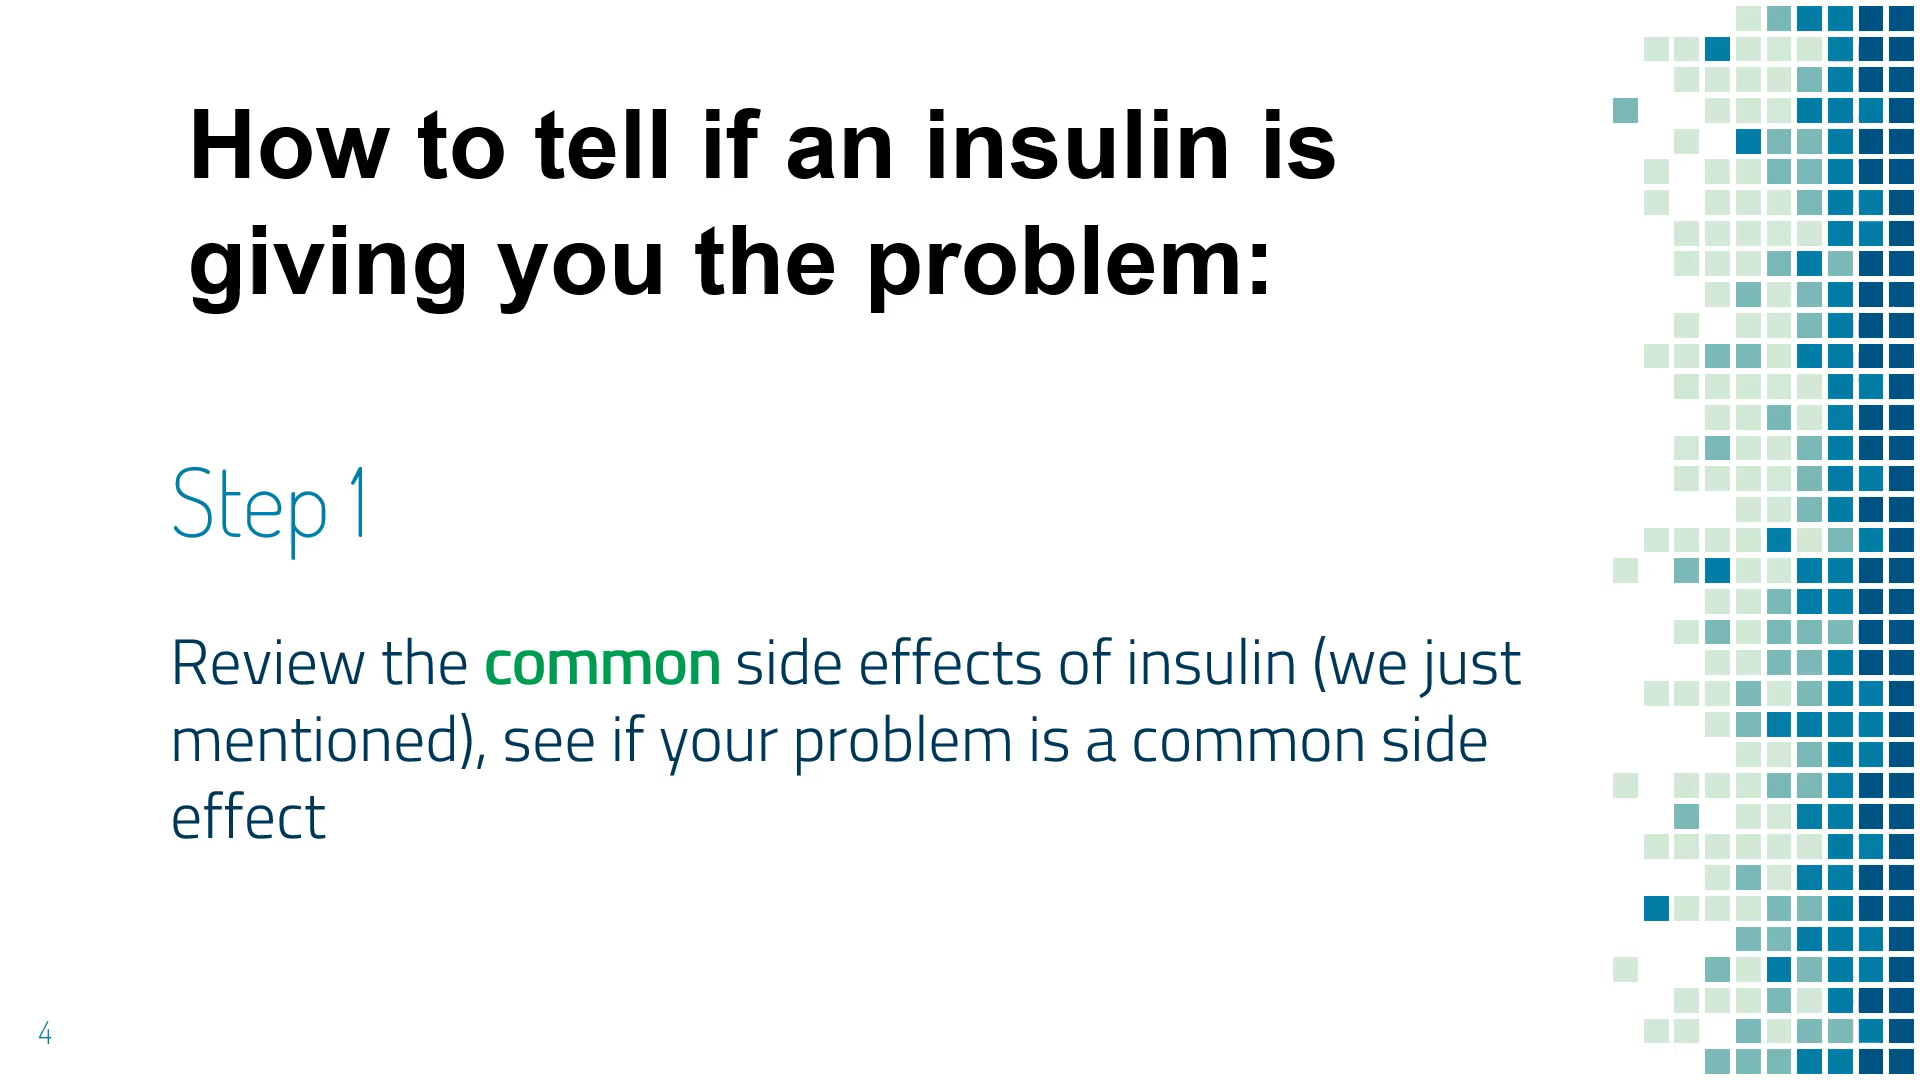 How to tell if an insulin is
giving you the problem:
Step 1
Review the common side effects of insulin (we just
mentioned), see if your problem is a common side
effect
4